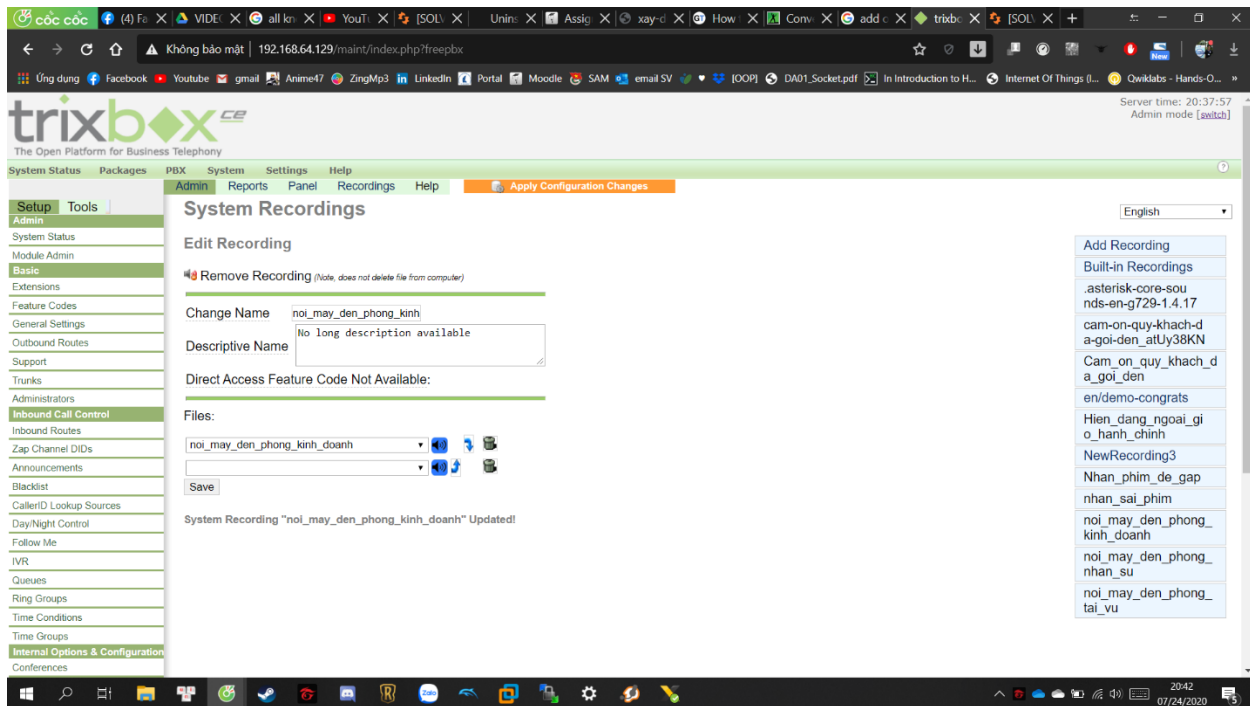 cốc cốc
(4) Fa
VIDE
all kn
YouTu
[SOLV
Unins
Assig
xay-d
How
Conv
add c
trixbc
[SOL\
Không bảo mật
192.168.64.129/maint/index.php?freepbx
New
Ứng dụng
Facebook
Youtube
gmail
Anime47
ZingMp3
LinkedIn
Portal
Moodle
SAM
email SV
[OOP]
DA01_Socket.pdf
In Introduction to H...
Internet Of Things (I...
Qwiklabs - Hands-O...
»
trixbox ce
The Open Platform for Business Telephony
Server time: 20:37:57
Admin mode [switch]
System Status Packages PBX System Settings Help
Admin Reports Panel Recordings Help
Apply Configuration Changes
Setup Tools
Admin
System Status
Module Admin
Basic
Extensions
Feature Codes
General Settings
Outbound Routes
Support
Trunks
Administrators
Inbound Call Control
Inbound Routes
Zap Channel DIDs
Announcements
Blacklist
CallerID Lookup Sources
Day/Night Control
Follow Me
IVR
Queues
Ring Groups
Time Conditions
Time Groups
Internal Options & Configuration
Conferences
System Recordings
Edit Recording
Remove Recording (Note, does not delete file from computer)
Change Name noi_may_den_phong_kinh
Descriptive Name No long description available
Direct Access Feature Code Not Available:
Files:
noi_may_den_phong_kinh_doanh
Save
System Recording "noi_may_den_phong_kinh_doanh" Updated!
English
Add Recording
Built-in Recordings
.asterisk-core-sou
nds-en-g729-1.4.17
cam-on-quy-khach-d
a-goi-den_atUy38KN
Cam_on_quy_khach_d
a_goi_den
en/demo-congrats
Hien_dang_ngoai_gi
o_hanh_chinh
NewRecording3
Nhan_phim_de_gap
nhan_sai_phim
noi_may_den_phong_
kinh_doanh
noi_may_den_phong_
nhan_su
noi_may_den_phong_
tai_vu
Zalo
20:42
07/24/2020
5